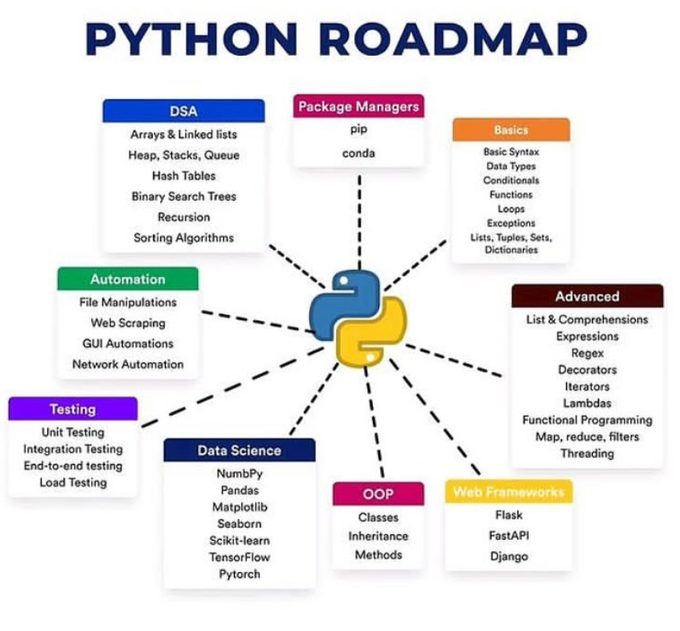 PYTHON ROADMAP
DSA
Arrays & Linked lists
Heap, Stacks, Queue
Hash Tables
Binary Search Trees
Recursion
Sorting Algorithms
Package Managers
pip
conda
Basics
Basic Syntax
Data Types
Conditionals
Functions
Loops
Exceptions
Lists, Tuples, Sets,
Dictionaries
Automation
File Manipulations
Web Scraping
GUI Automations
Network Automation
Advanced
List & Comprehensions
Expressions
Regex
Decorators
Iterators
Lambdas
Functional Programming
Map, reduce, filters
Threading
Testing
Unit Testing
Integration Testing
End-to-end testing
Load Testing
Data Science
NumbPy
Pandas
Matplotlib
Seaborn
Scikit-learn
TensorFlow
Pytorch
OOP
Classes
Inheritance
Methods
Web Frameworks
Flask
FastAPI
Django